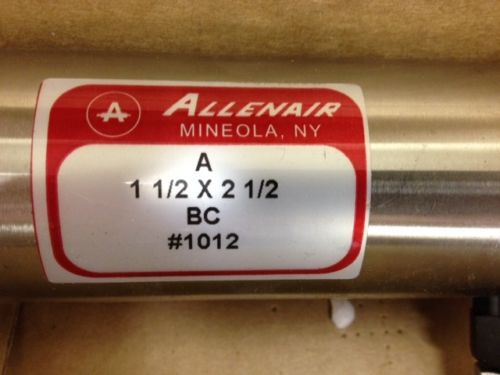 A ALLENAIR
MINEOLA, NY
A
1 1/2 X 2 1/2
BC
#1012